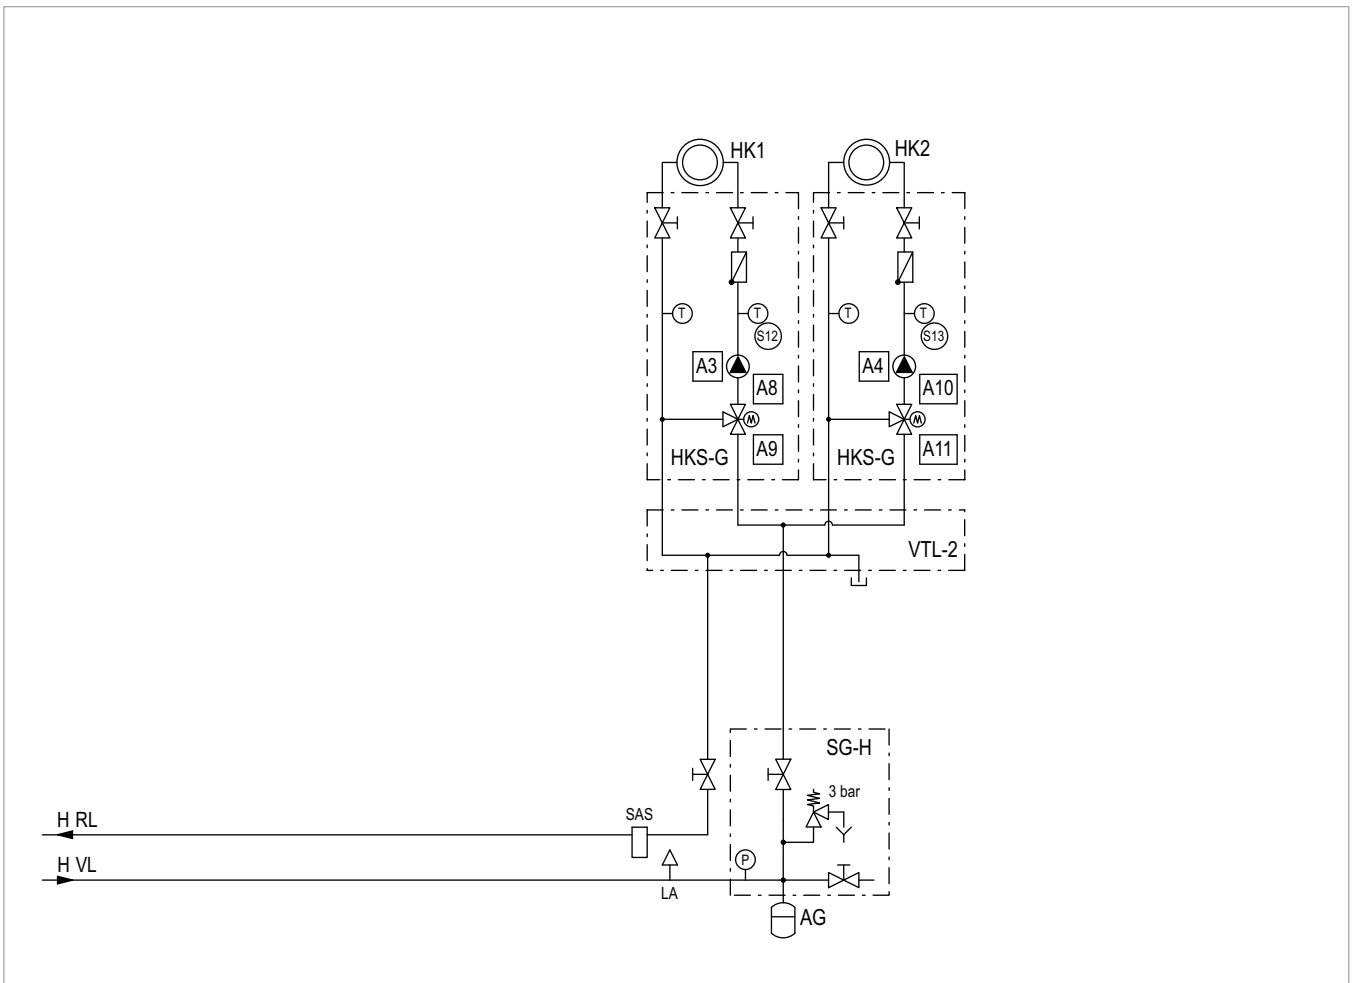 HK1
HK2
T
T
S12
T
T
S13
A3
A8
A4
A10
M
M
HKS-G
A9
HKS-G
A11
VTL-2
SG-H
3 bar
H RL
SAS
H VL
P
LA
AG